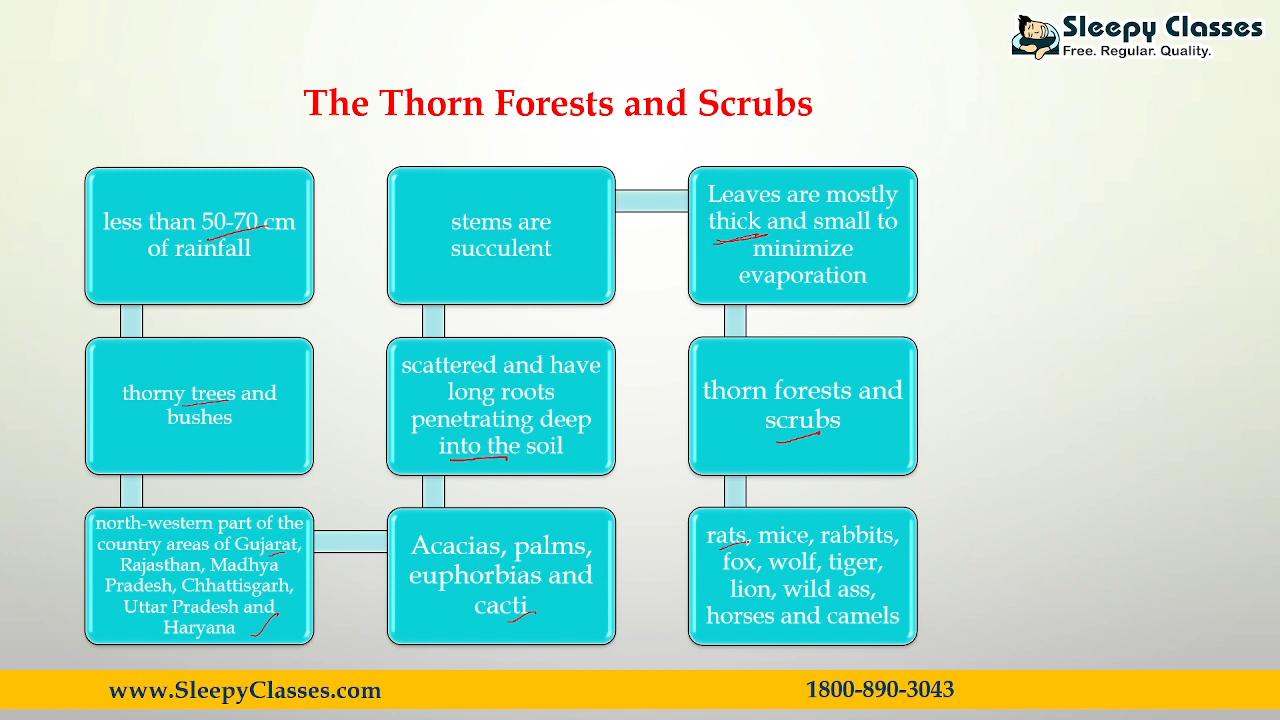 Sleepy Classes
Free. Regular. Quality.
The Thorn Forests and Scrubs
less than 50-70 cm
of rainfall
thorny trees and
bushes
north-western part of the
country areas of Gujarat,
Rajasthan, Madhya
Pradesh, Chhattisgarh,
Uttar Pradesh and
Haryana
Acacias, palms,
euphorbias and
cacti
scattered and have
long roots
penetrating deep
into the soil
stems are
succulent
Leaves are mostly
thick and small to
minimize
evaporation
thorn forests and
scrubs
rats, mice, rabbits,
fox, wolf, tiger,
lion, wild ass,
horses and camels
www.SleepyClasses.com
1800-890-3043